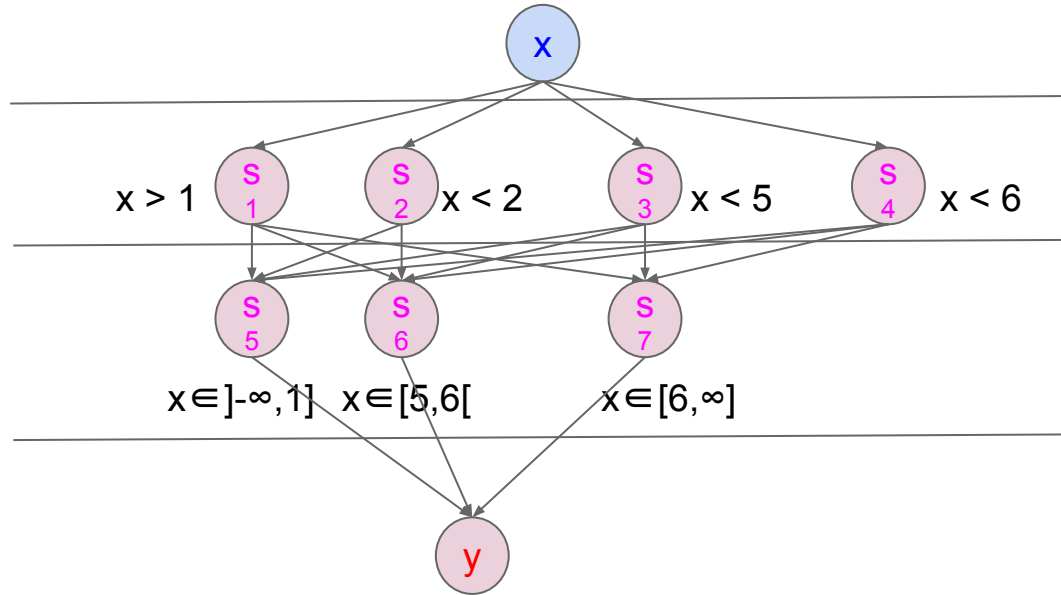 x
s
1
x > 1
s
2
x < 2
s
3
x < 5
s
4
x < 6
s
5
s
6
s
7
x∈]-∞,1]
x∈[5,6[
x∈[6,∞]
y